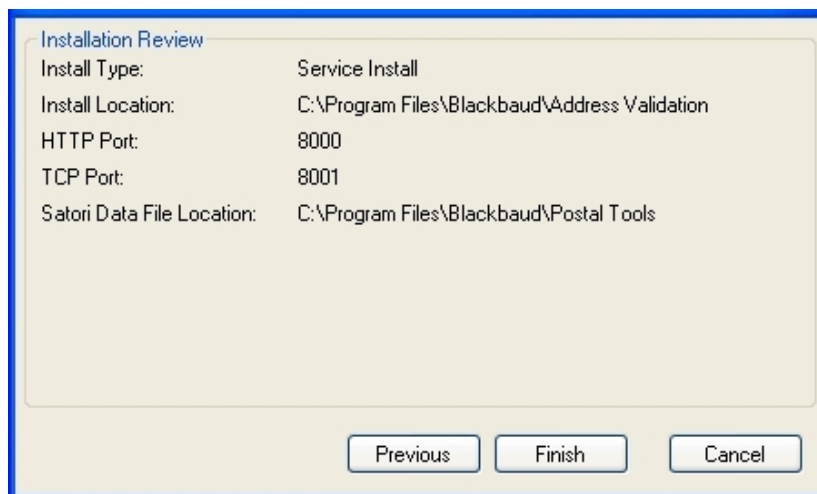 Installation Review
Install Type: Service Install
Install Location: C:\Program Files\Blackbaud\Address Validation
HTTP Port: 8000
TCP Port: 8001
Satori Data File Location: C:\Program Files\Blackbaud\Postal Tools
Previous Finish Cancel